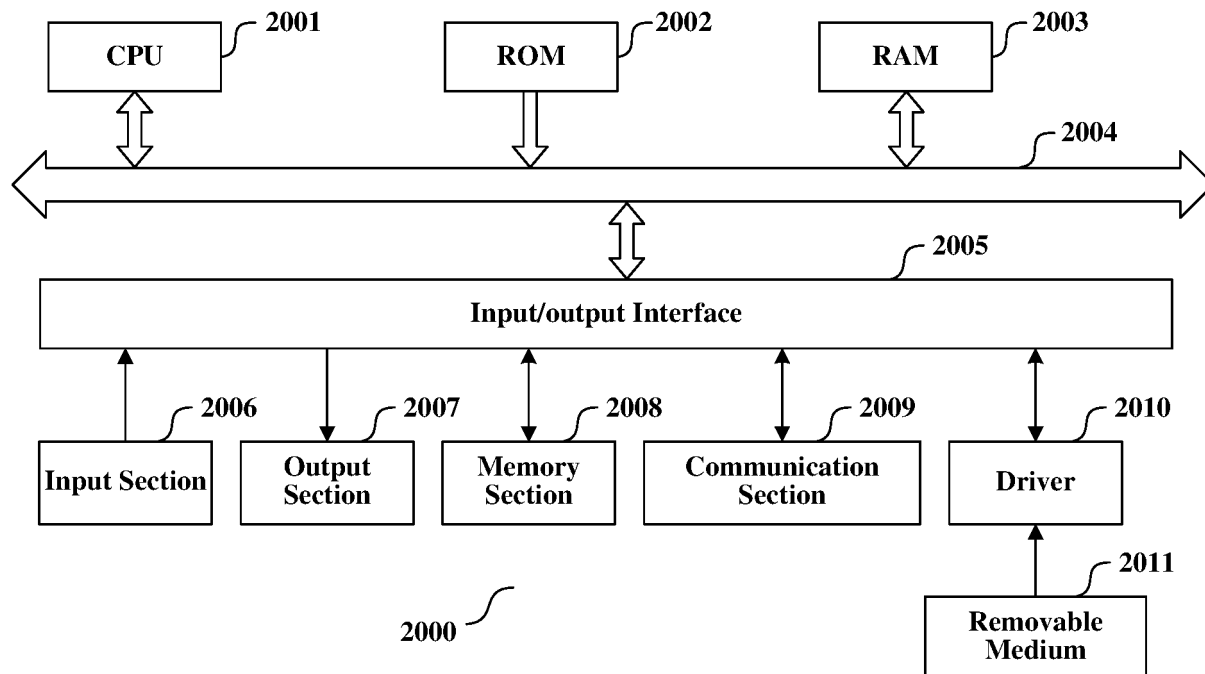 2001
2002
2003
CPU
ROM
RAM
2004
2005
Input/output Interface
2006
2007
2008
2009
2010
Input Section
Output
Section
Memory
Section
Communication
Section
Driver
2011
2000
Removable
Medium